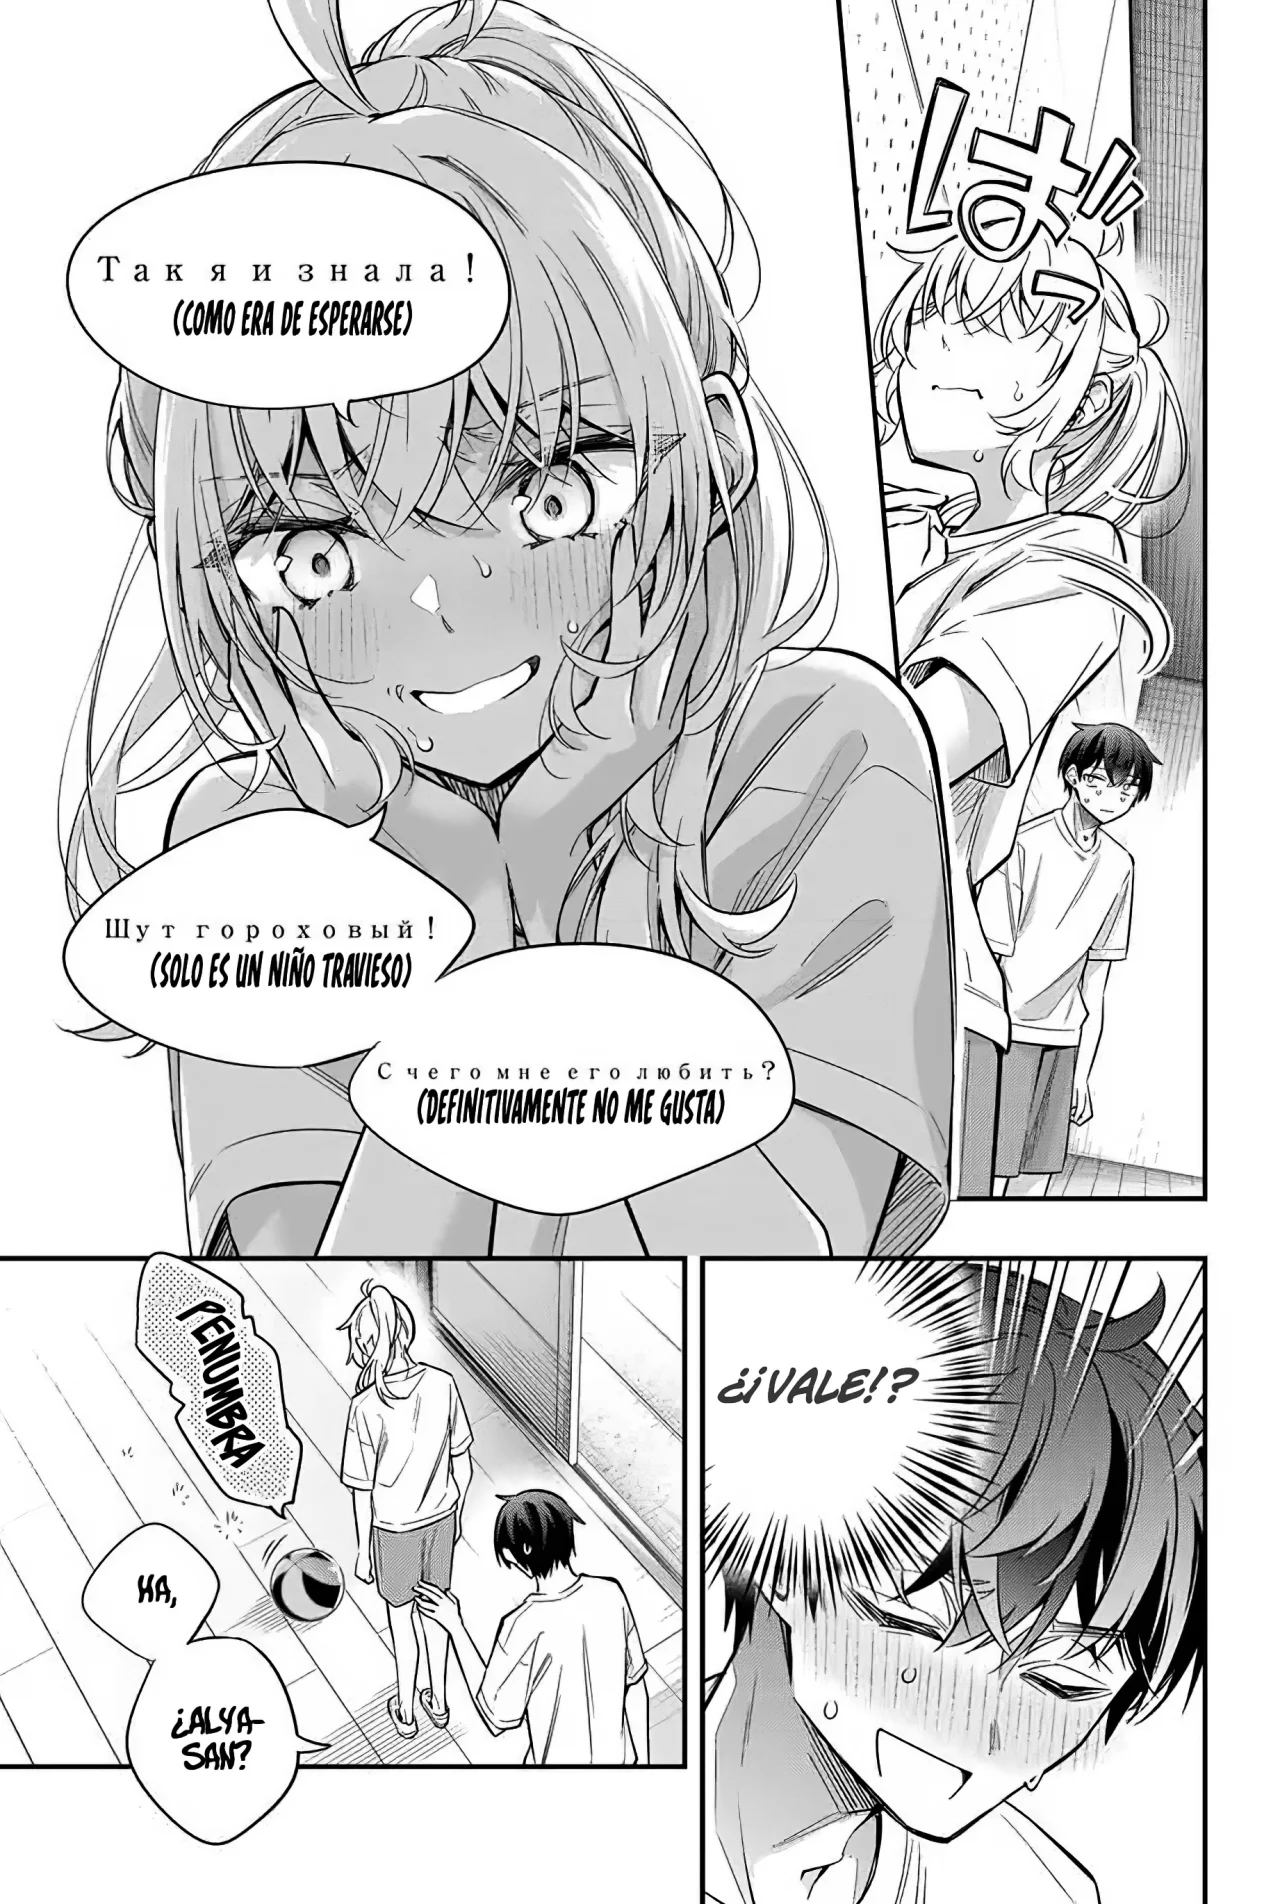 ばっ
Так я и знала!
(COMO ERA DE ESPERARSE)
Шут гороховый!
(SOLO ES UN NIÑO TRAVIESO)
С чего мне его любить?
(DEFINITIVAMENTE NO ME GUSTA)
¿¡VALE!?
PENUMBRA
HA,
¿ALYA-
SAN?